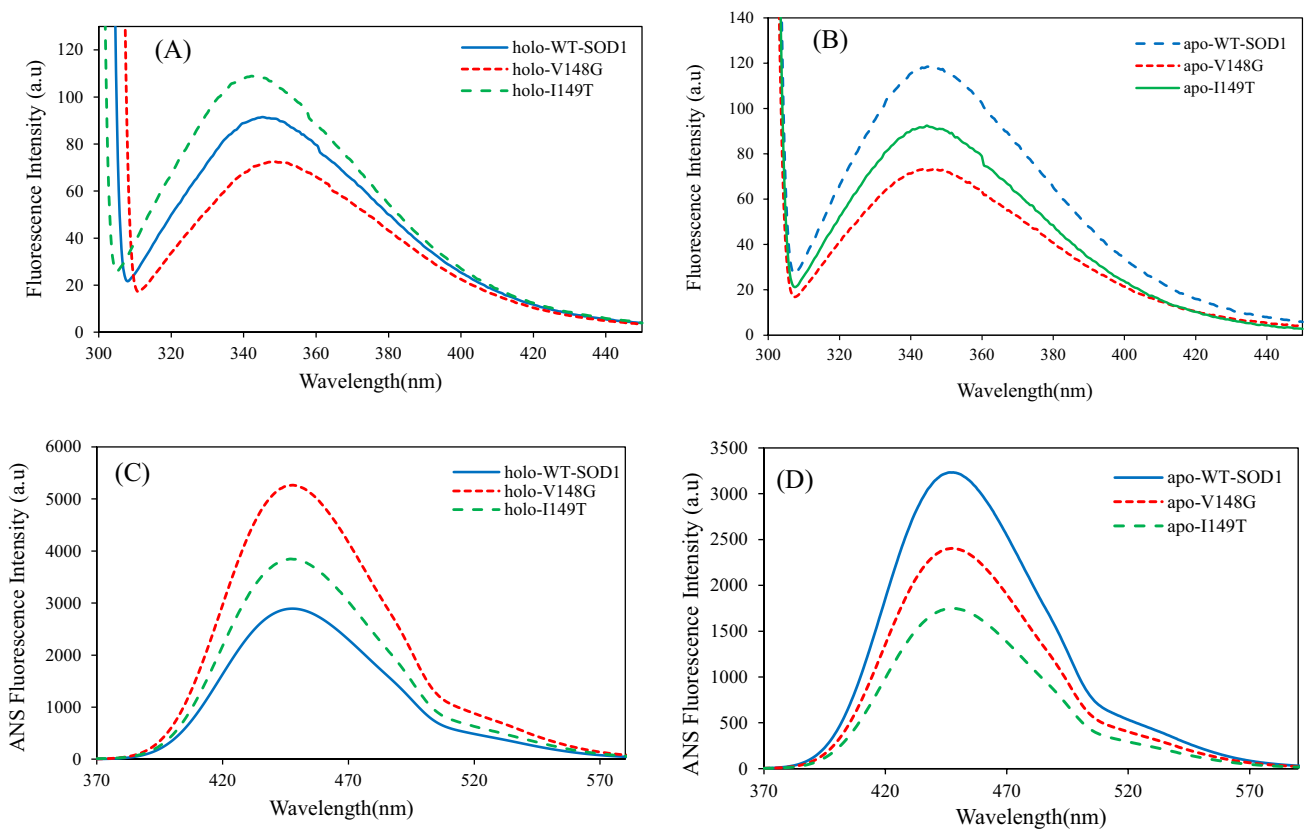 (A)
holo-WT-SOD1
holo-V148G
holo-I149T
Fluorescence Intensity (a.u)
120
100
80
60
40
20
0
300 320 340 360 380 400 420 440
Wavelength(nm)
(B)
apo-WT-SOD1
apo-V148G
apo-I149T
Fluorescence Intensity (a.u)
140
120
100
80
60
40
20
0
300 320 340 360 380 400 420 440
Wavelength(nm)
(C)
holo-WT-SOD1
holo-V148G
holo-I149T
ANS Fluorescence Intensity (a.u)
6000
5000
4000
3000
2000
1000
0
370 420 470 520 570
Wavelength(nm)
(D)
apo-WT-SOD1
apo-V148G
apo-I149T
ANS Fluorescence Intensity (a.u)
3500
3000
2500
2000
1500
1000
500
0
370 420 470 520 570
Wavelength(nm)